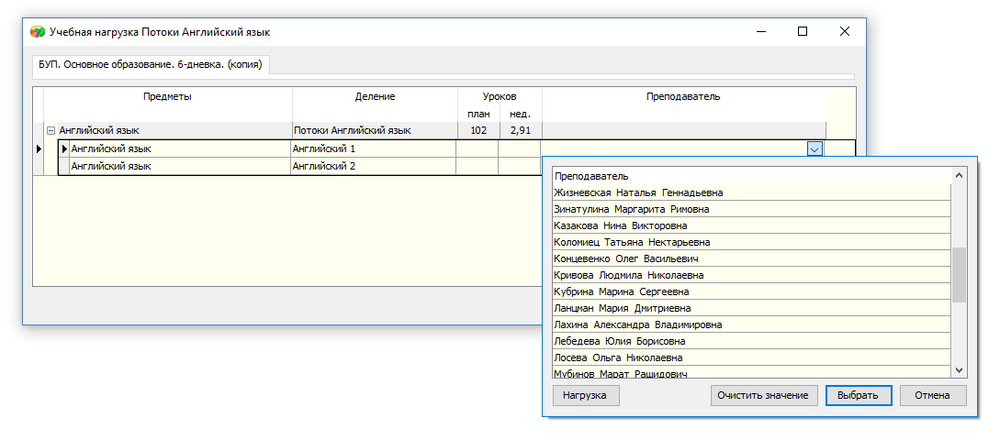 Учебная нагрузка Потоки Английский язык
БУП. Основное образование. 6-дневка. (копия)
Предметы Деление Уроков Преподаватель
план нед.
Английский язык Потоки Английский язык 102 2,91
Английский язык Английский 1
Английский язык Английский 2
Преподаватель
Жизневская Наталья Геннадьевна
Зинатулина Маргарита Римовна
Казакова Нина Викторовна
Коломиец Татьяна Нектарьевна
Концевенко Олег Васильевич
Кривова Людмила Николаевна
Кубрина Марина Сергеевна
Ланцман Мария Дмитриевна
Лахина Александра Владимировна
Лебедева Юлия Борисовна
Лосева Ольга Николаевна
Мубинов Марат Рашидович
Нагрузка Очистить значение Выбрать Отмена